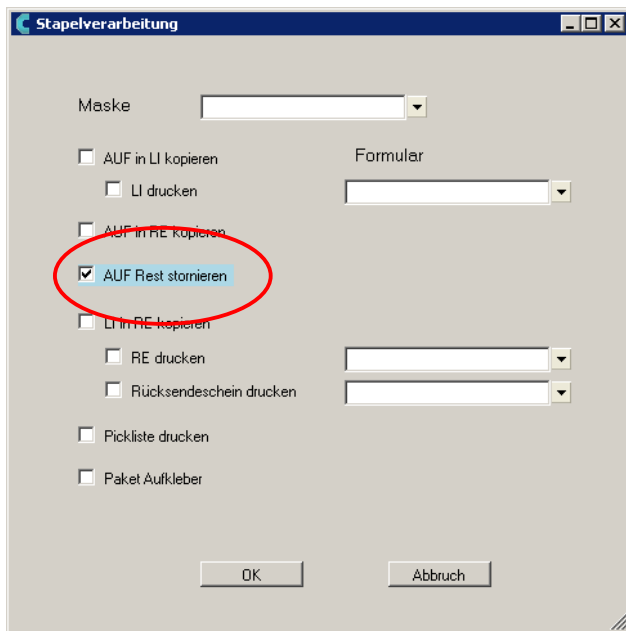 Stapelverarbeitung
Maske
AUF in LI kopieren
Formular
LI drucken
AUF in RE kopieren
AUF Rest stornieren
LI in RE kopieren
RE drucken
Rücksendeschein drucken
Pickliste drucken
Paket Aufkleber
OK
Abbruch